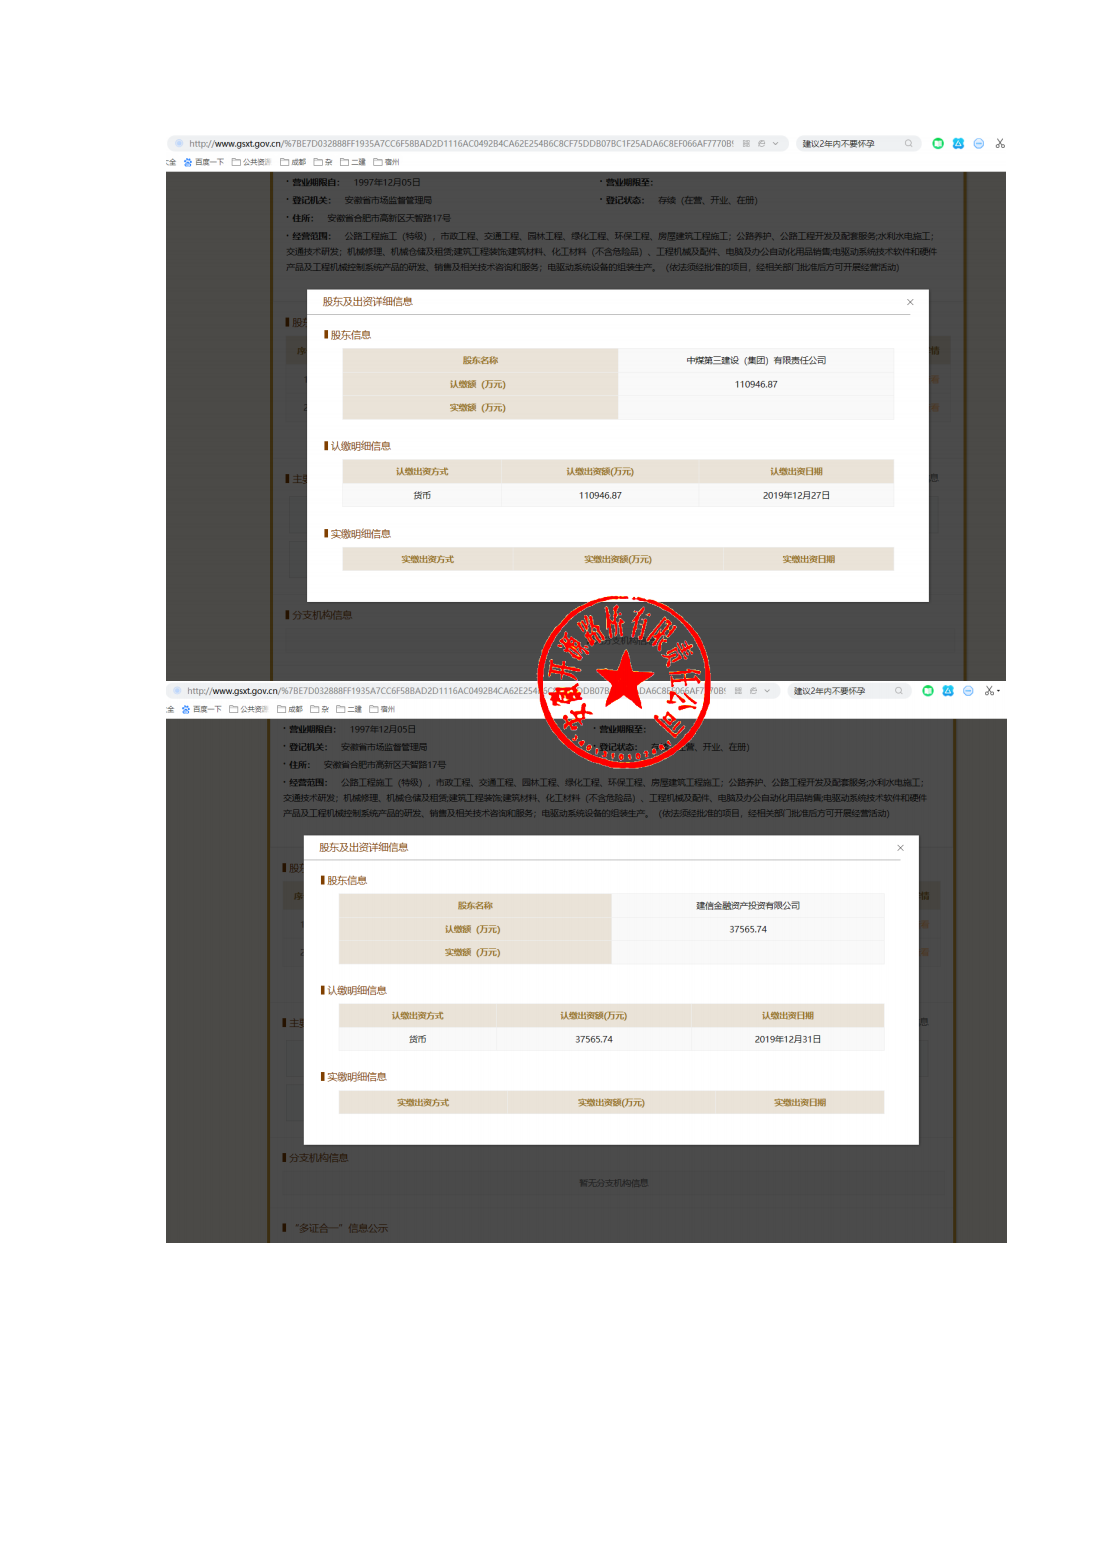 http://www.gsxt.gov.cn/%7BE7D032888FF1935A7CC6F58BAD2D1116AC0492B4CA62E254B6C8CF75DDB07BC1F25ADA6C8EF066AF7770B! 建议2年内不要怀孕
全 百度一下 公共资源 成都 杂 二建 宿州
· 营业期限自： 1997年12月05日 · 营业期限至：
· 登记机关： 安徽省市场监督管理局 · 登记状态： 存续（在营、开业、在册）
· 住所： 安徽省合肥市高新区天智路17号
· 经营范围： 公路工程施工（特级），市政工程、交通工程、园林工程、绿化工程、环保工程、房屋建筑工程施工；公路养护、公路工程开发及配套服务;水利水电施工；
交通技术研发；机械修理、机械仓储及租赁;建筑工程装饰;建筑材料、化工材料（不含危险品）、工程机械及配件、电脑及办公自动化用品销售;电驱动系统技术软件和硬件
产品及工程机械控制系统产品的研发、销售及相关技术咨询和服务；电驱动系统设备的组装生产。（依法须经批准的项目，经相关部门批准后方可开展经营活动）
股东及出资详细信息 ×
股东信息
股东名称 中煤第三建设（集团）有限责任公司
认缴额（万元） 110946.87
实缴额（万元）
认缴明细信息
认缴出资方式 认缴出资额(万元) 认缴出资日期
货币 110946.87 2019年12月27日
实缴明细信息
实缴出资方式 实缴出资额(万元) 实缴出资日期
分支机构信息
安徽开源路桥有限责任公司
http://www.gsxt.gov.cn/%7BE7D032888FF1935A7CC6F58BAD2D1116AC0492B4CA62E254 建议2年内不要怀孕
全 百度一下 公共资源 成都 杂 二建 宿州
· 营业期限自： 1997年12月05日 · 营业期限至：
· 登记机关： 安徽省市场监督管理局 · 登记状态： 存续（在营、开业、在册）
· 住所： 安徽省合肥市高新区天智路17号
· 经营范围： 公路工程施工（特级），市政工程、交通工程、园林工程、绿化工程、环保工程、房屋建筑工程施工；公路养护、公路工程开发及配套服务;水利水电施工；
交通技术研发；机械修理、机械仓储及租赁;建筑工程装饰;建筑材料、化工材料（不含危险品）、工程机械及配件、电脑及办公自动化用品销售;电驱动系统技术软件和硬件
产品及工程机械控制系统产品的研发、销售及相关技术咨询和服务；电驱动系统设备的组装生产。（依法须经批准的项目，经相关部门批准后方可开展经营活动）
股东及出资详细信息 ×
股东信息
股东名称 建信金融资产投资有限公司
认缴额（万元） 37565.74
实缴额（万元）
认缴明细信息
认缴出资方式 认缴出资额(万元) 认缴出资日期
货币 37565.74 2019年12月31日
实缴明细信息
实缴出资方式 实缴出资额(万元) 实缴出资日期
分支机构信息
暂无分支机构信息
“多证合一”信息公示